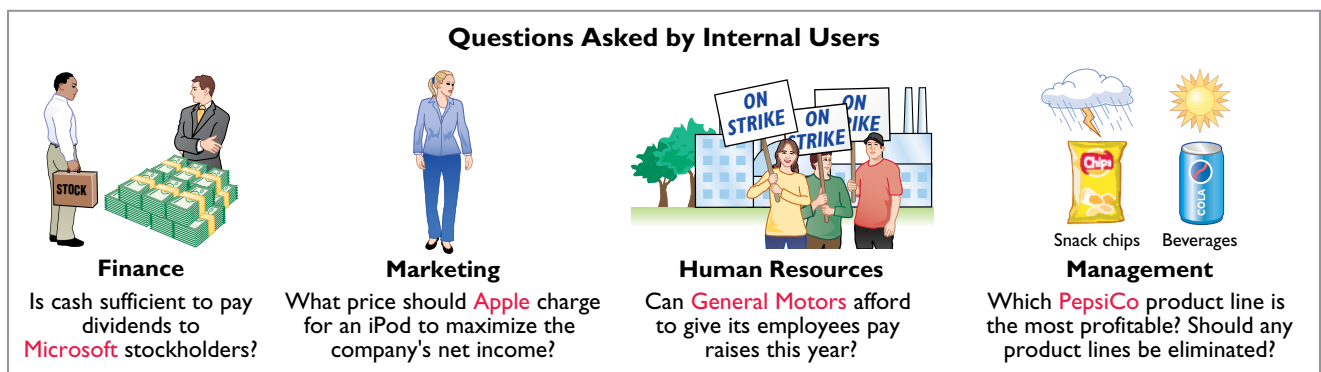 Questions Asked by Internal Users
STOCK
ON
STRIKE
ON
STRIKE
ON
IKE
Chips
COLA
Snack chips
Beverages
Finance
Is cash sufficient to pay
dividends to
Microsoft stockholders?
Marketing
What price should Apple charge
for an iPod to maximize the
company's net income?
Human Resources
Can General Motors afford
to give its employees pay
raises this year?
Management
Which PepsiCo product line is
the most profitable? Should any
product lines be eliminated?